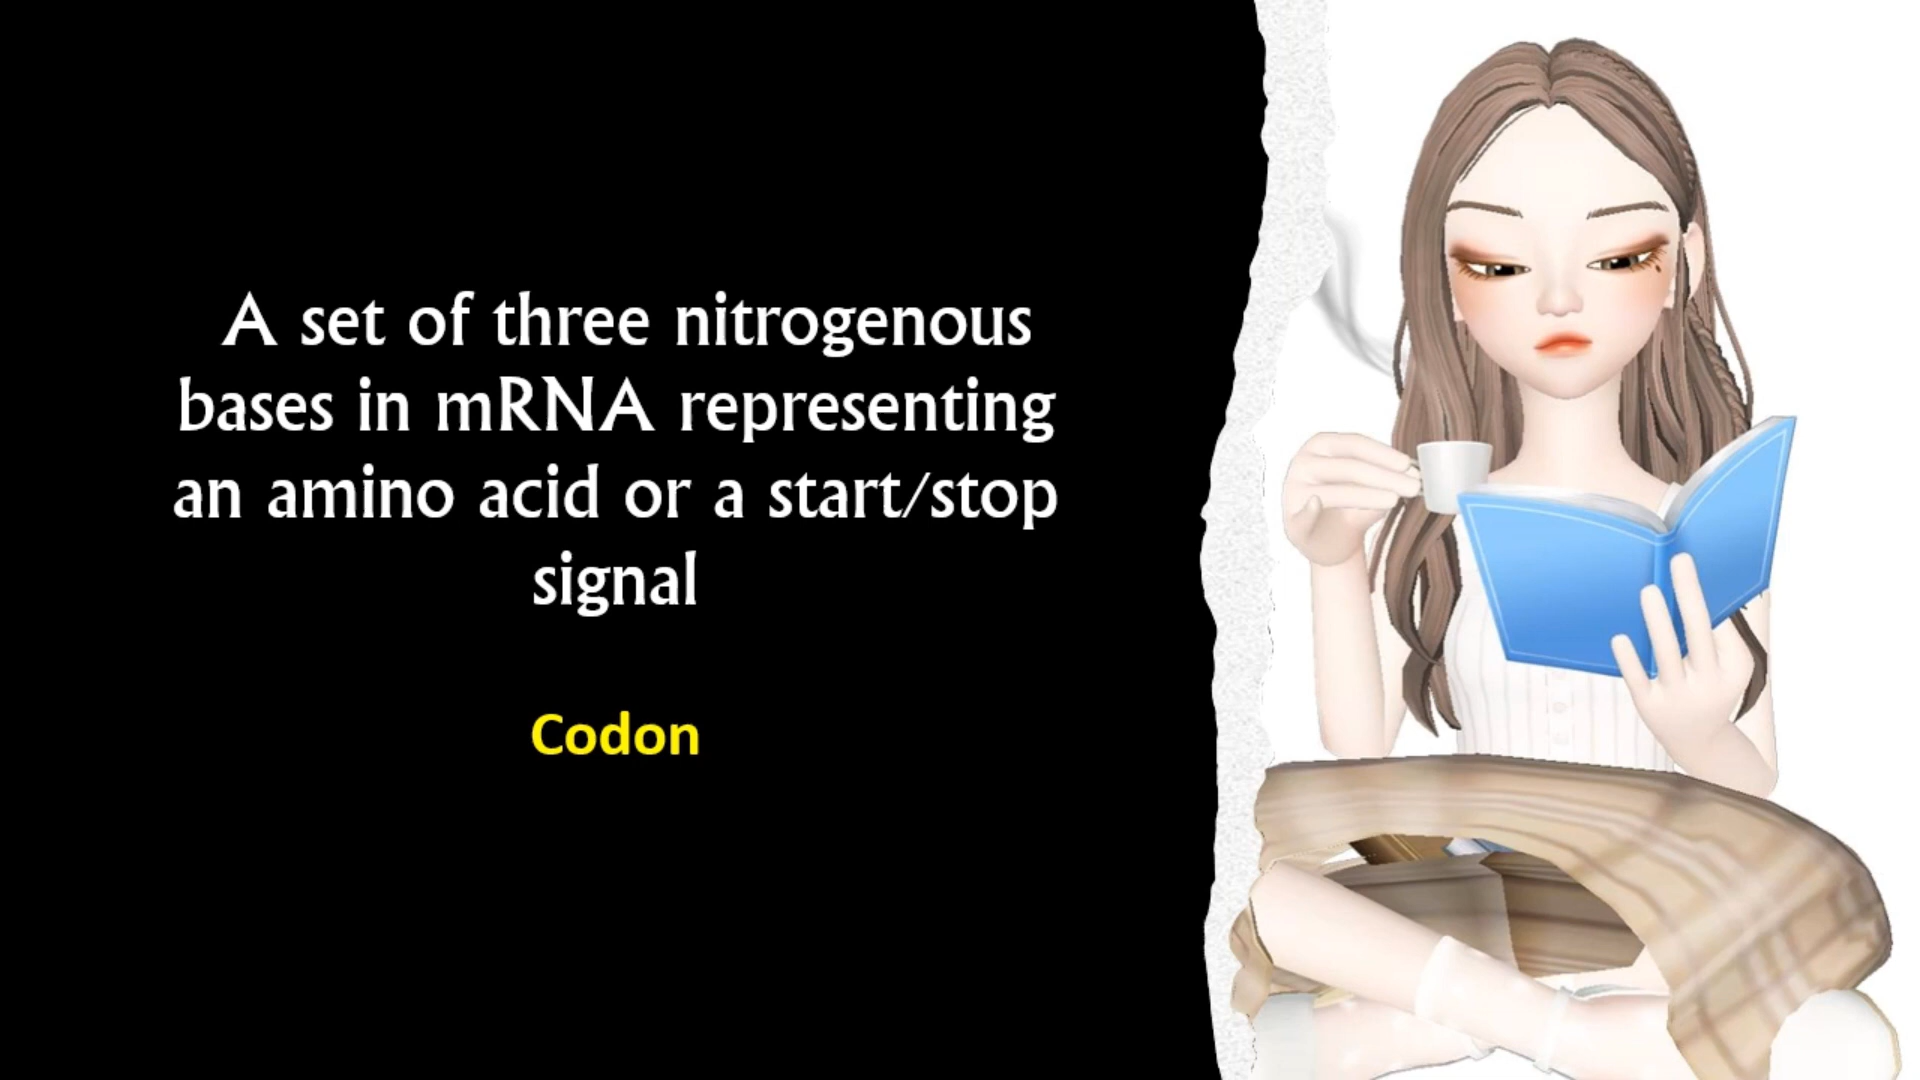 A set of three nitrogenous
bases in mRNA representing
an amino acid or a start/stop
signal
Codon